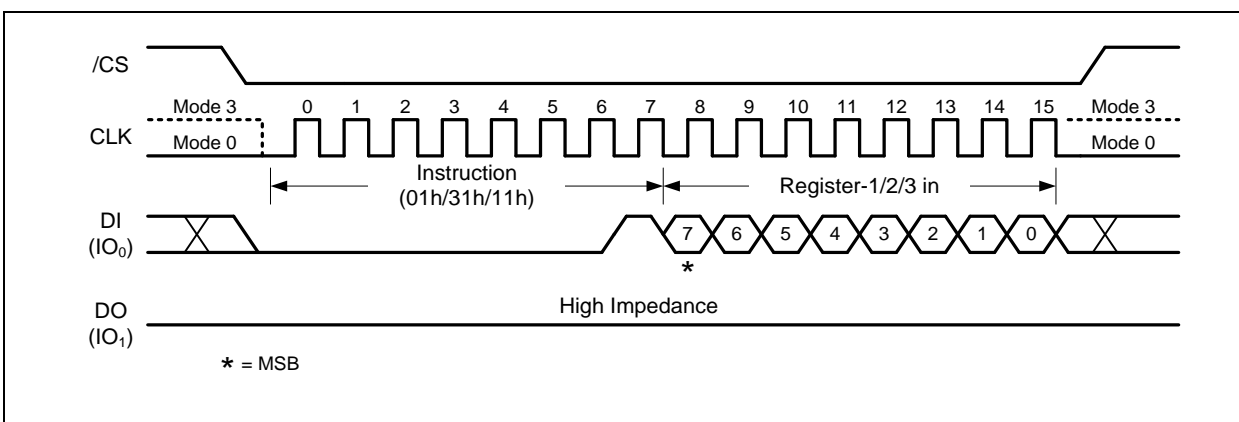 /CS
Mode 3 0 1 2 3 4 5 6 7 8 9 10 11 12 13 14 15 Mode 3
CLK
Mode 0 Mode 0
Instruction
(01h/31h/11h)
Register-1/2/3 in
DI
(IO₀)
7 6 5 4 3 2 1 0
*
High Impedance
DO
(IO₁)
* = MSB